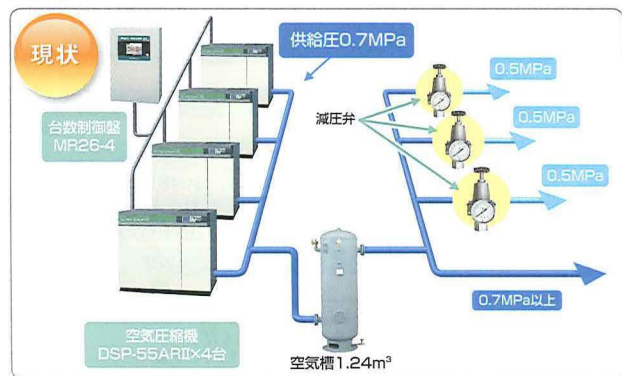 現状
供給圧0.7MPa
台数制御盤
MR26-4
減圧弁
0.5MPa
0.5MPa
0.5MPa
0.7MPa以上
空気圧縮機
DSP-55ARⅡ×4台
空気槽1.24m³